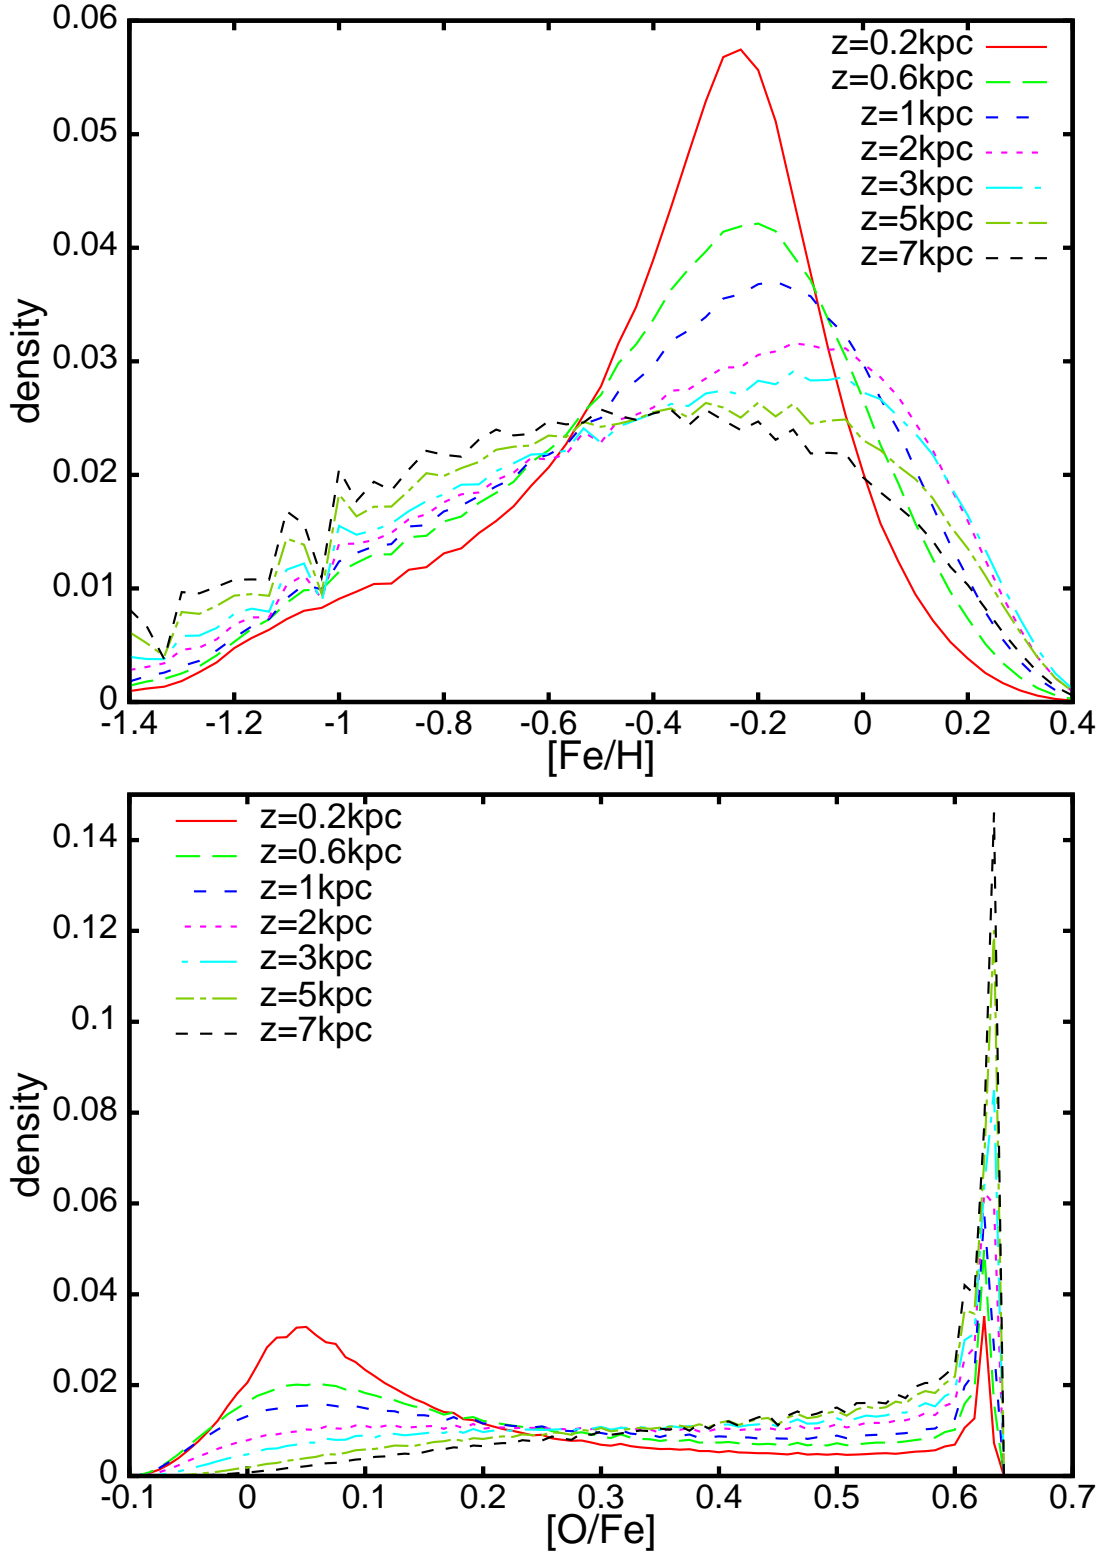 0.06
0.05
0.04
0.03
0.02
0.01
0
density
z=0.2kpc
z=0.6kpc
z=1kpc
z=2kpc
z=3kpc
z=5kpc
z=7kpc
-1.4 -1.2 -1 -0.8 -0.6 -0.4 -0.2 0 0.2 0.4
[Fe/H]
0.14
0.12
0.1
0.08
0.06
0.04
0.02
0
density
z=0.2kpc
z=0.6kpc
z=1kpc
z=2kpc
z=3kpc
z=5kpc
z=7kpc
-0.1 0 0.1 0.2 0.3 0.4 0.5 0.6 0.7
[O/Fe]